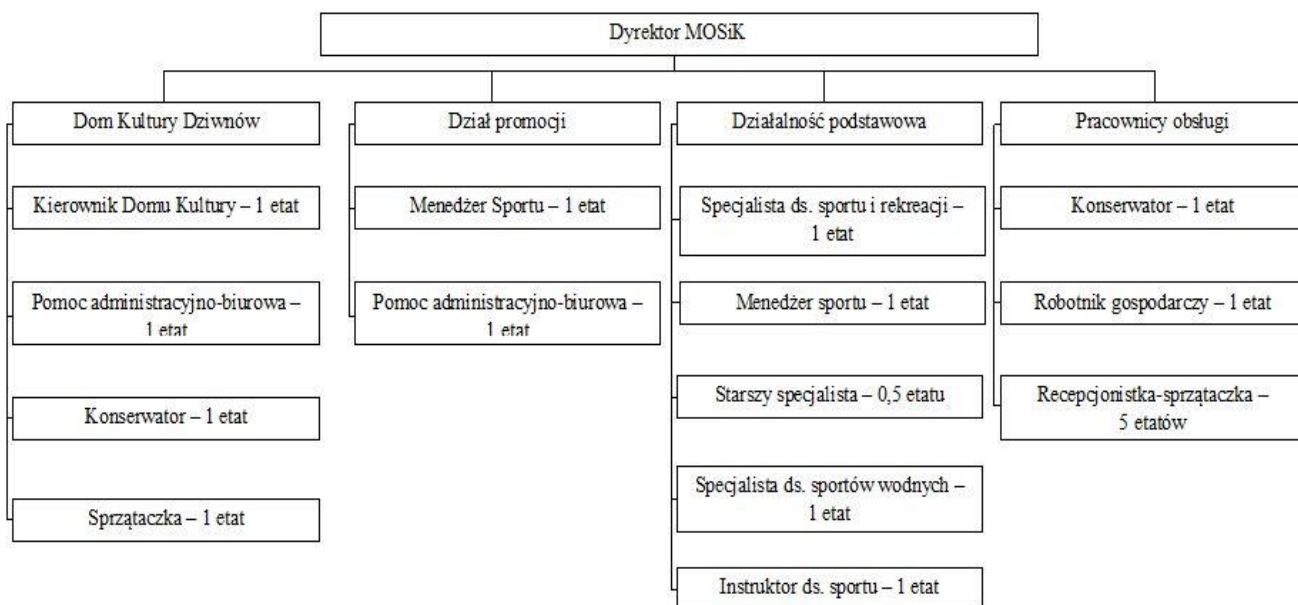 Dyrektor MOSiK
Dom Kultury Dziwnów
Kierownik Domu Kultury – 1 etat
Pomoc administracyjno-biurowa –
1 etat
Konserwator – 1 etat
Sprzątaczka – 1 etat
Dział promocji
Menedżer Sportu – 1 etat
Pomoc administracyjno-biurowa –
1 etat
Działalność podstawowa
Specjalista ds. sportu i rekreacji –
1 etat
Menedżer sportu – 1 etat
Starszy specjalista – 0,5 etatu
Specjalista ds. sportów wodnych –
1 etat
Instruktor ds. sportu – 1 etat
Pracownicy obsługi
Konserwator – 1 etat
Robotnik gospodarczy – 1 etat
Recepcjonistka-sprzątaczka –
5 etatów